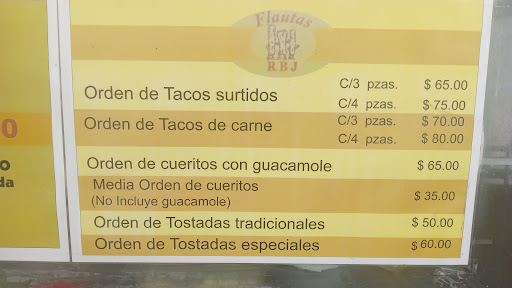 Flautas
RBJ
Orden de Tacos surtidos C/3 pzas. $ 65.00
C/4 pzas. $ 75.00
Orden de Tacos de carne C/3 pzas. $ 70.00
C/4 pzas. $ 80.00
Orden de cueritos con guacamole $ 65.00
Media Orden de cueritos $ 35.00
(No Incluye guacamole)
Orden de Tostadas tradicionales $ 50.00
Orden de Tostadas especiales $ 60.00
0
O
da